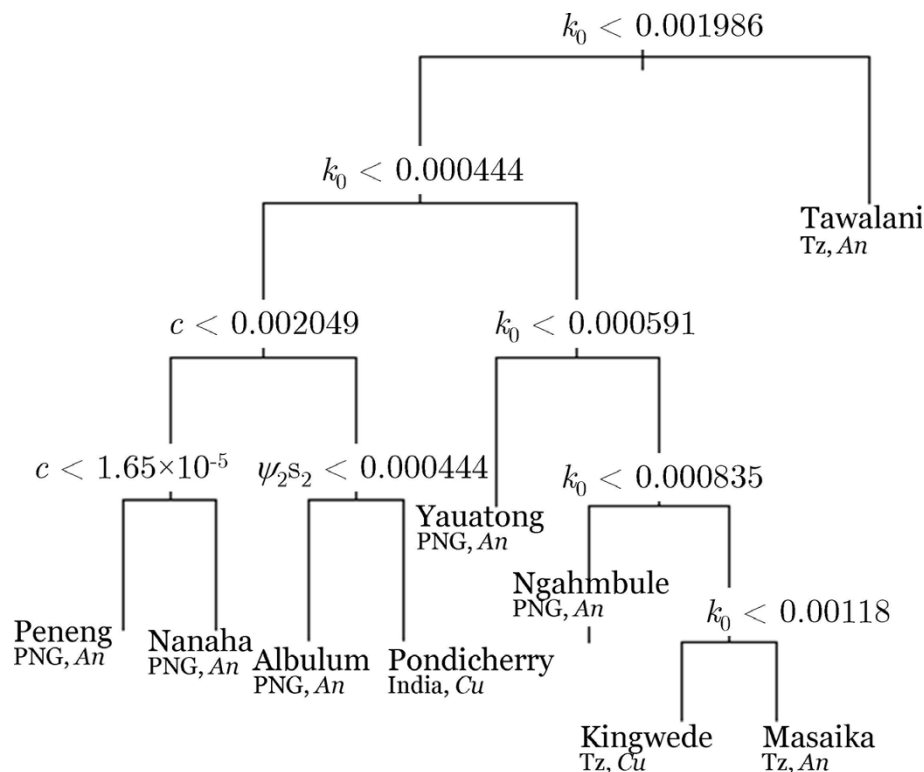 k₀ < 0.001986
k₀ < 0.000444
Tawalani
Tz, An
c < 0.002049
k₀ < 0.000591
c < 1.65×10⁻⁵
ψ₂s₂ < 0.000444
k₀ < 0.000835
Yauatong
PNG, An
Ngahmbule
PNG, An
k₀ < 0.00118
Peneng
PNG, An
Nanaha
PNG, An
Albulum
PNG, An
Pondicherry
India, Cu
Kingwede
Tz, Cu
Masaika
Tz, An